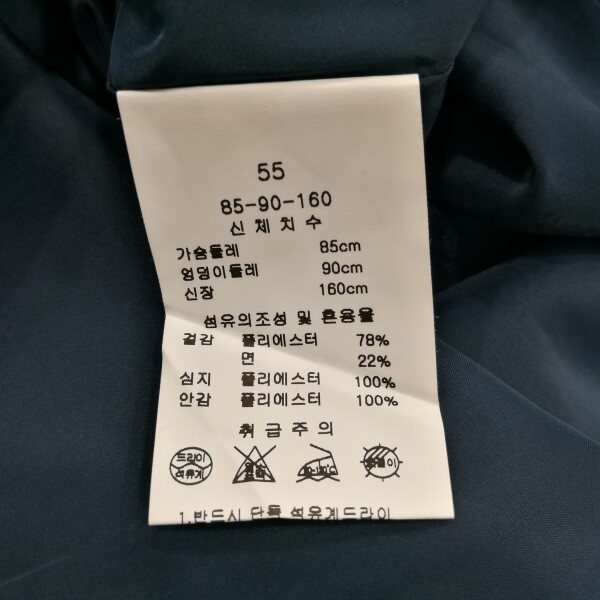 55
85-90-160
신체치수
가슴둘레 85cm
엉덩이둘레 90cm
신장 160cm
섬유의조성 및 혼용율
겉감 폴리에스터 78%
면 22%
심지 폴리에스터 100%
안감 폴리에스터 100%
취급주의
드라이
석유계
1.반드시 단독 석유계드라이